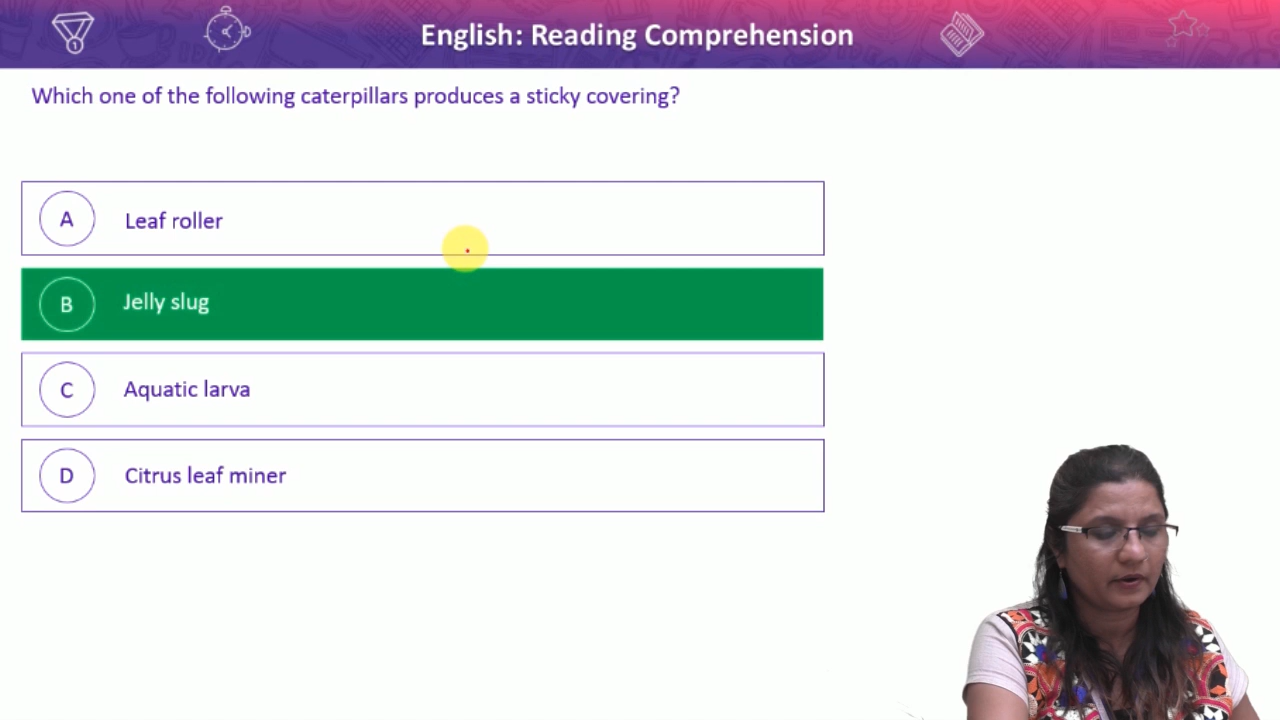 English: Reading Comprehension
Which one of the following caterpillars produces a sticky covering?
A Leaf roller
B Jelly slug
C Aquatic larva
D Citrus leaf miner